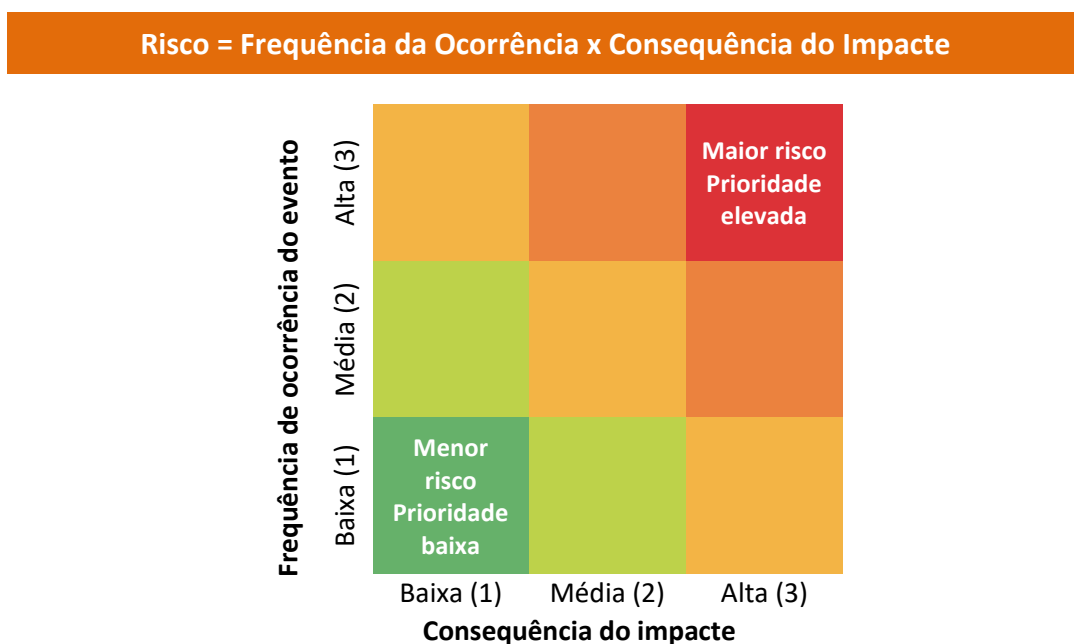 Risco = Frequência da Ocorrência x Consequência do Impacte
Frequência de ocorrência do evento
Alta (3)
Média (2)
Baixa (1)
Maior risco
Prioridade
elevada
Menor
risco
Prioridade
baixa
Baixa (1)
Média (2)
Alta (3)
Consequência do impacte